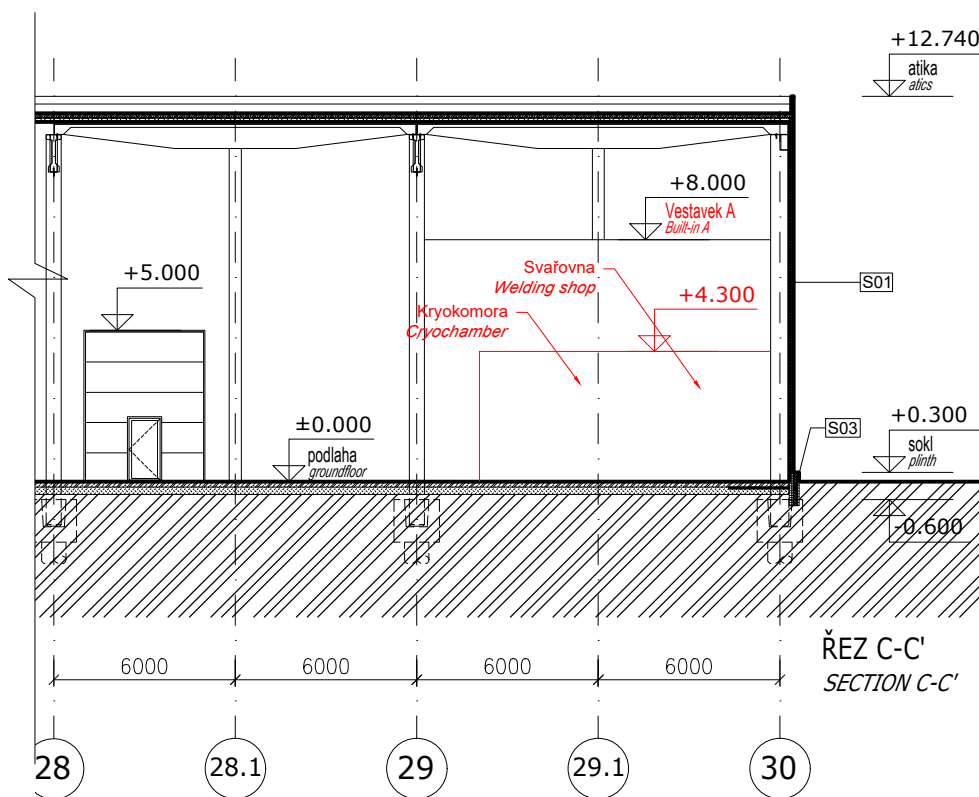 +12.740
atika
atics
+8.000
Vestavek A
Built-in A
+5.000
Svařovna
Welding shop
S01
+4.300
Kryokomora
Cryochamber
±0.000
podlaha
groundfloor
+0.300
S03
sokl
plinth
-0.600
ŘEZ C-C'
SECTION C-C'
6000 6000 6000 6000
28 28.1 29 29.1 30